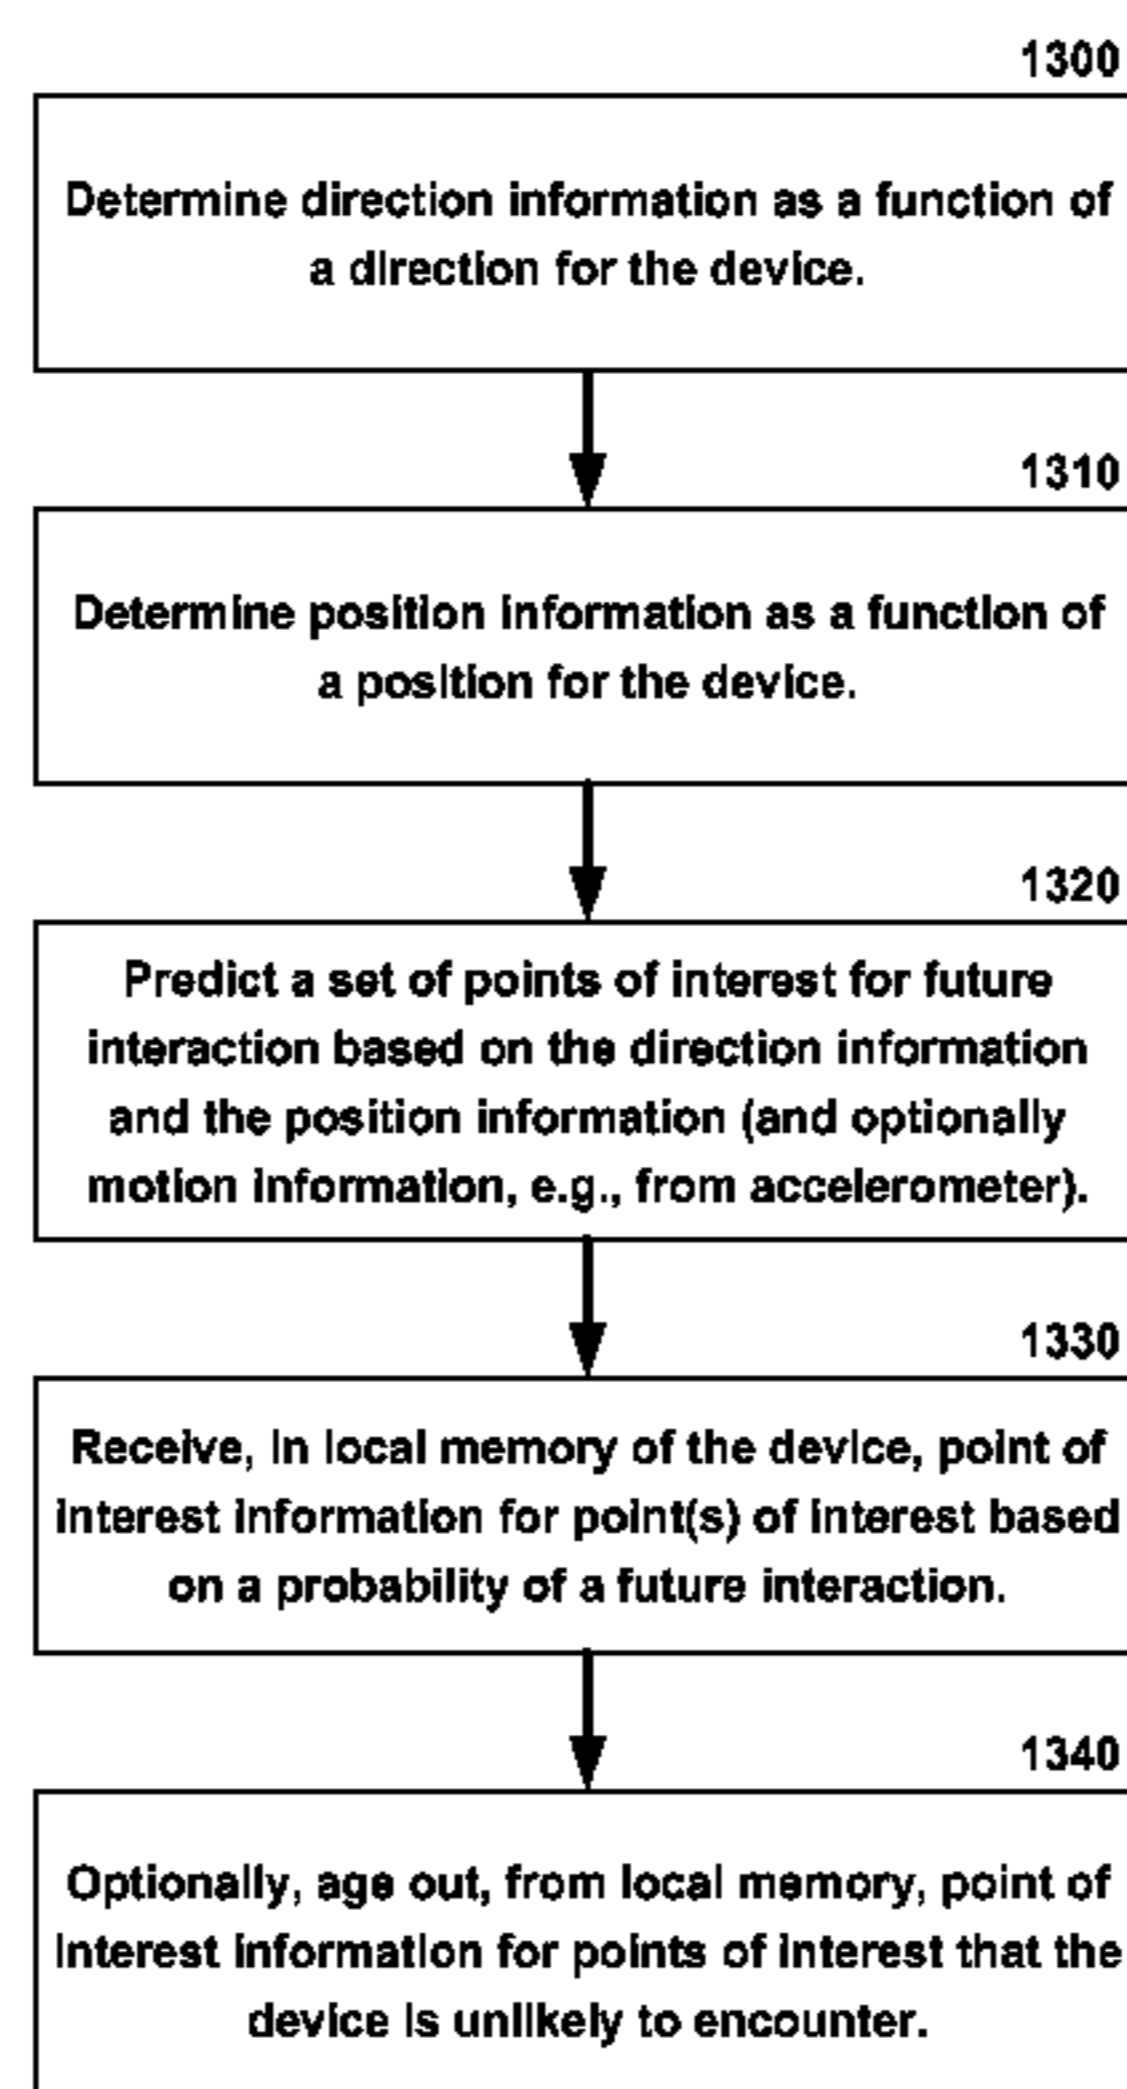 1300
Determine direction information as a function of
a direction for the device.
1310
Determine position information as a function of
a position for the device.
1320
Predict a set of points of interest for future
interaction based on the direction information
and the position information (and optionally
motion information, e.g., from accelerometer).
1330
Receive, in local memory of the device, point of
interest information for point(s) of interest based
on a probability of a future interaction.
1340
Optionally, age out, from local memory, point of
interest information for points of interest that the
device is unlikely to encounter.